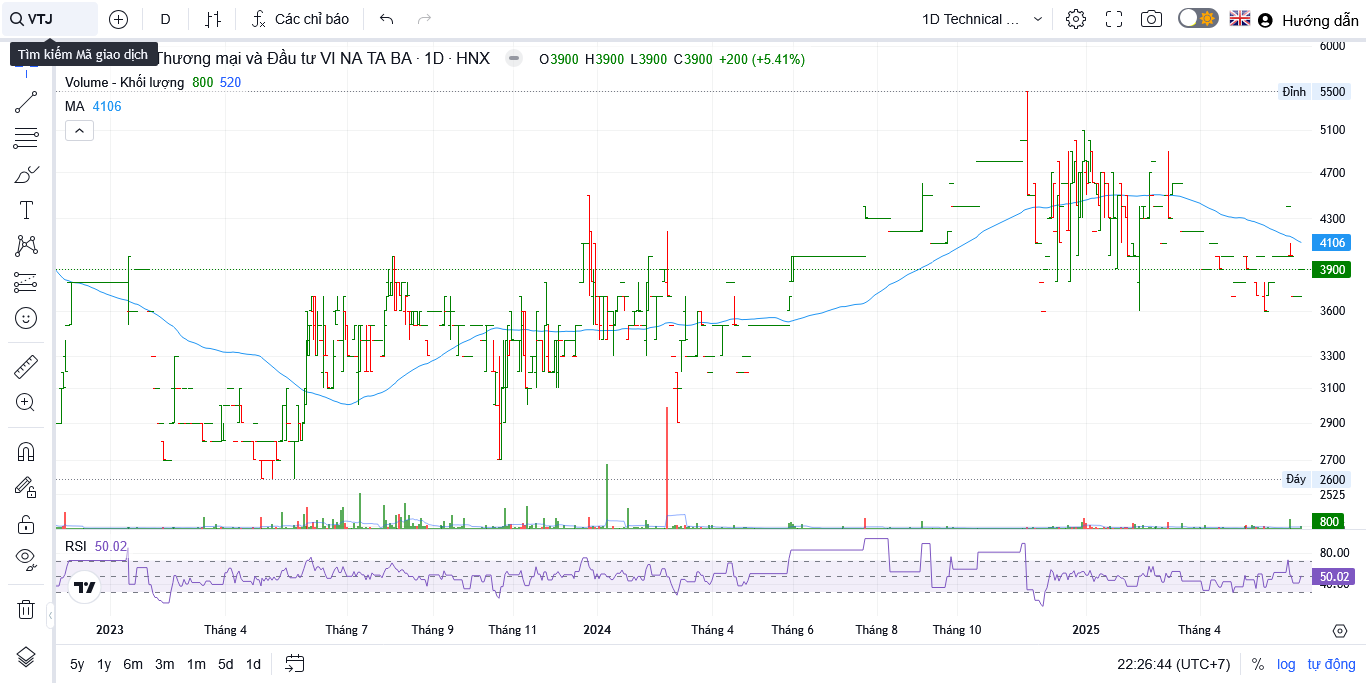 VTJ
D
Các chỉ báo
1D Technical ...
Hướng dẫn
Tìm kiếm Mã giao dịch
Thương mại và Đầu tư VI NA TA BA · 1D · HNX
O3900 H3900 L3900 C3900 +200 (+5.41%)
Volume - Khối lượng 800 520
MA 4106
6000
Đỉnh 5500
5100
4700
4300
4106
3900
3600
3300
3100
2900
2700
Đáy 2600
2525
800
RSI 50.02
80.00
50.02
40.00
2023 Tháng 4 Tháng 7 Tháng 9 Tháng 11 2024 Tháng 4 Tháng 6 Tháng 8 Tháng 10 2025 Tháng 4
5y 1y 6m 3m 1m 5d 1d
22:26:44 (UTC+7) % log tự động